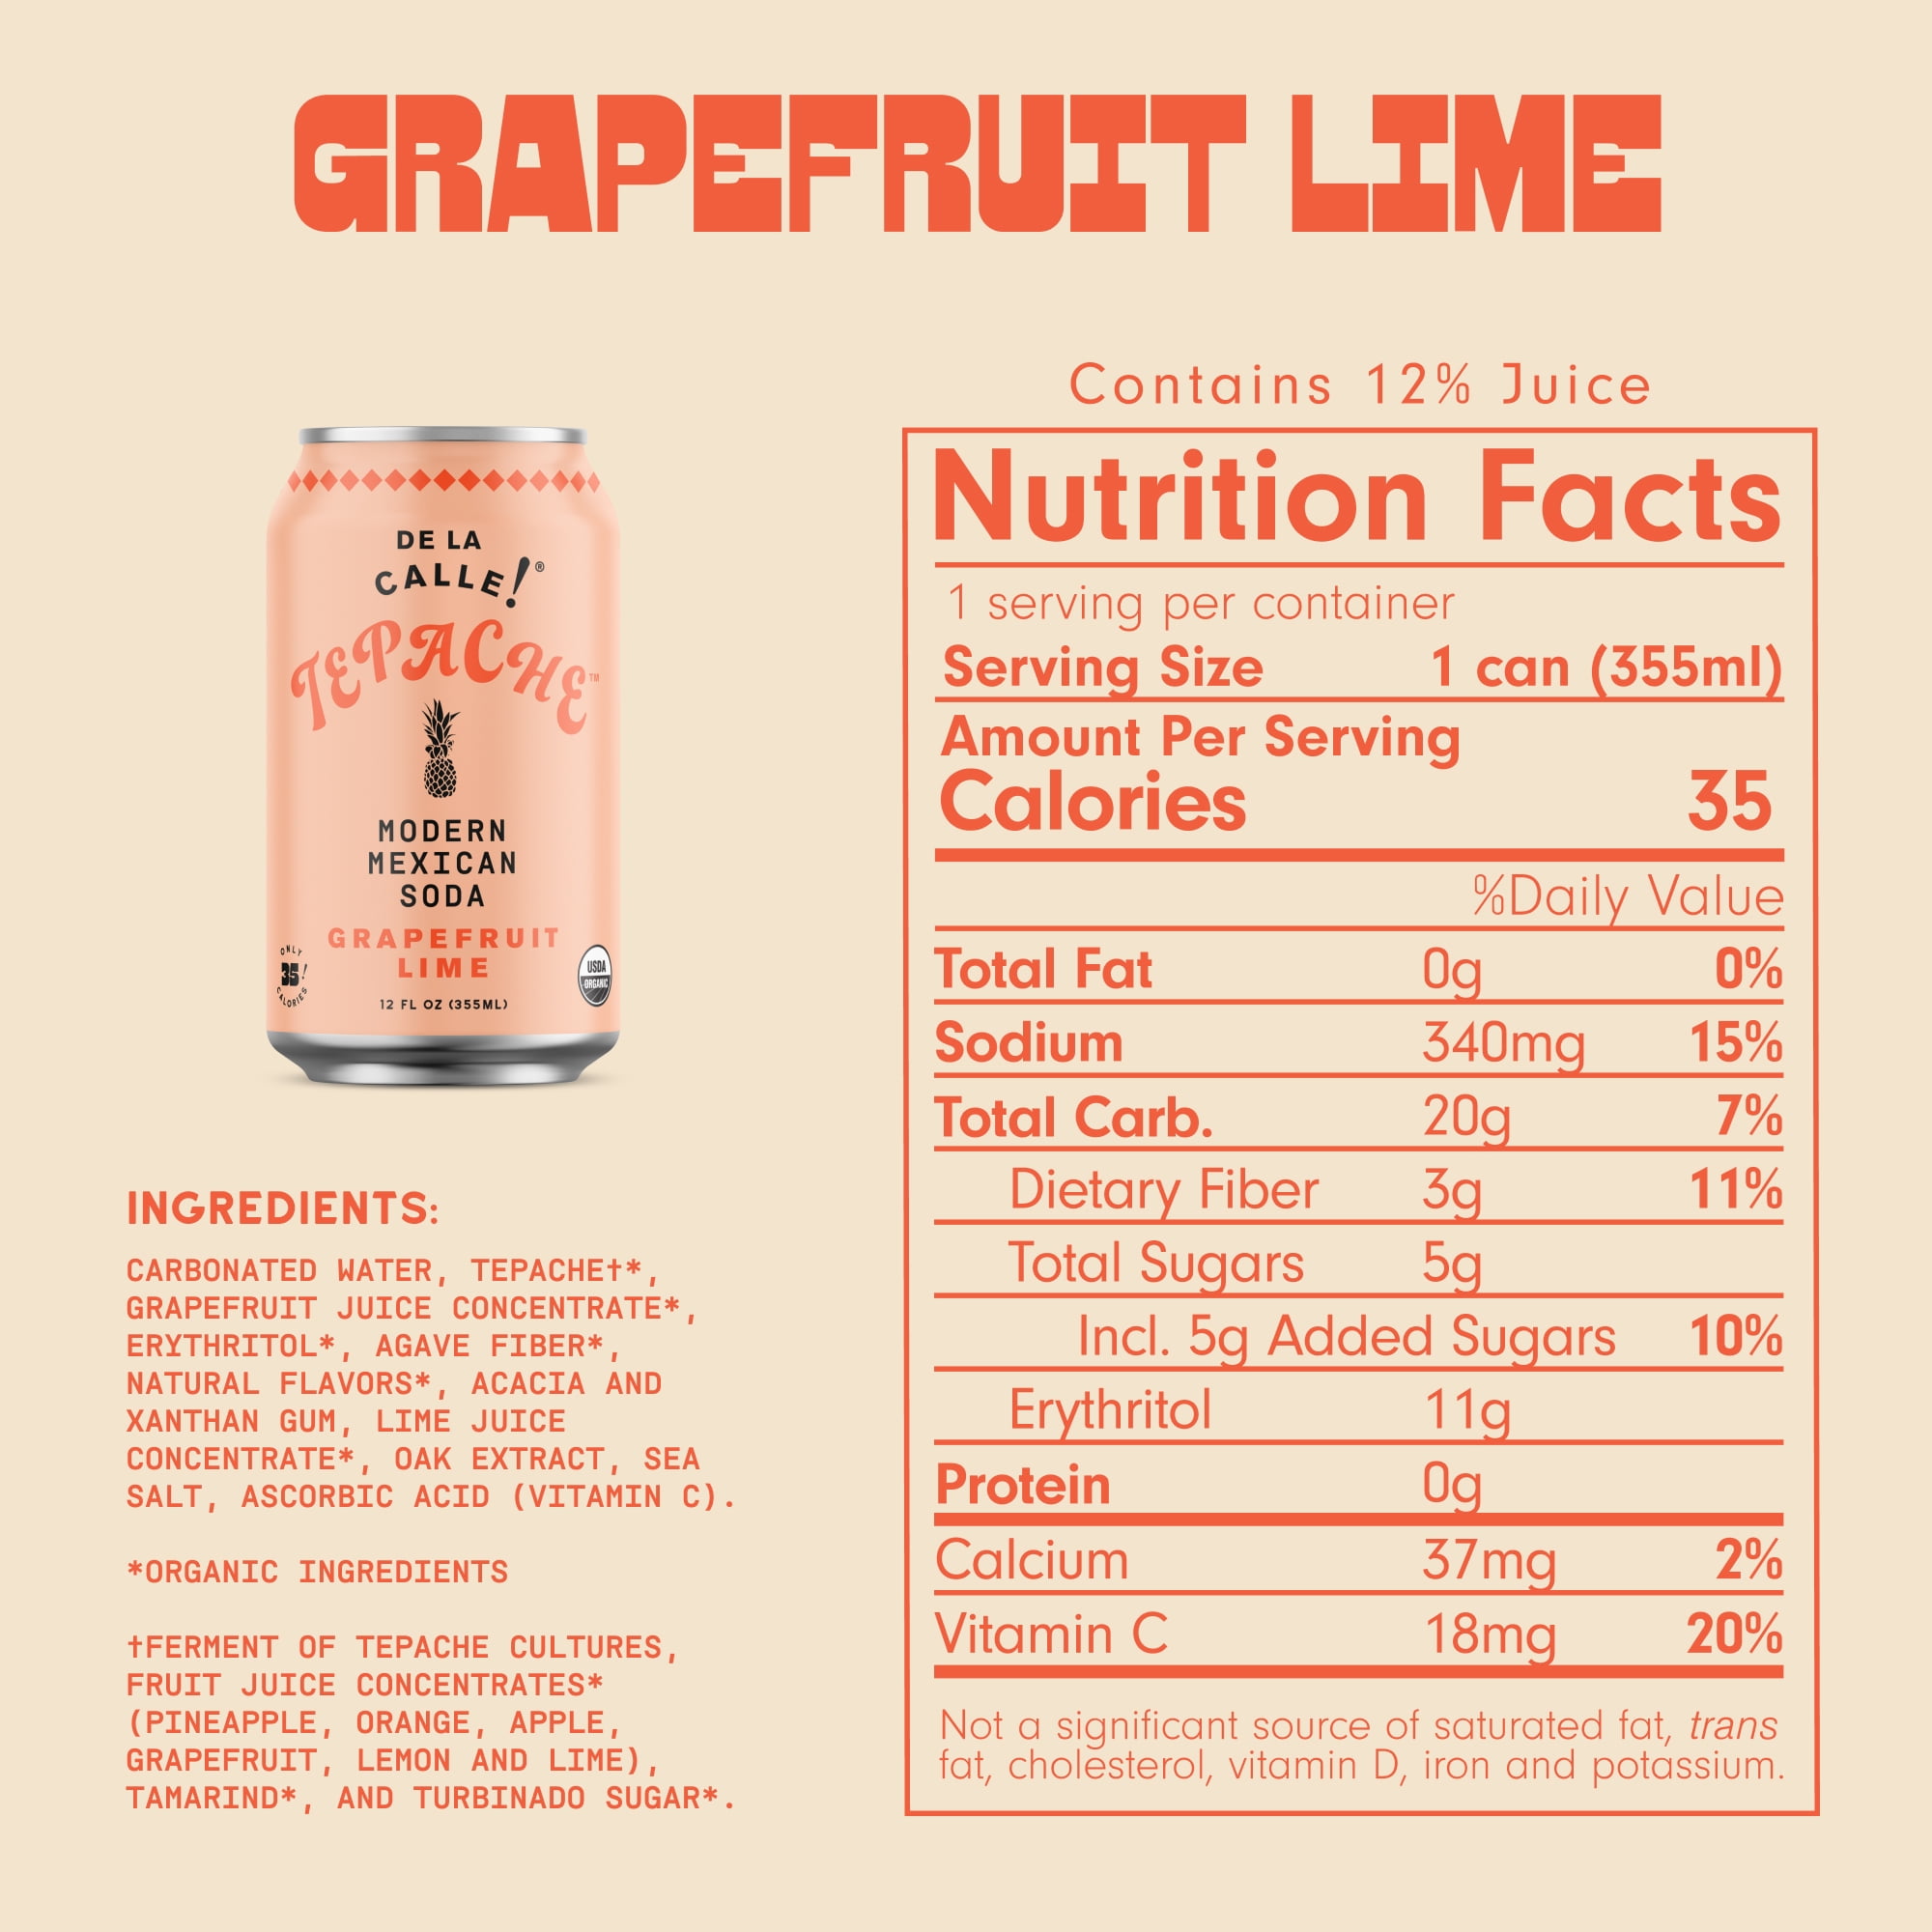 GRAPEFRUIT LIME
DE LA
CALLE!®
TEPACHE™
MODERN
MEXICAN
SODA
GRAPEFRUIT
LIME
ONLY
35!
CALORIES
USDA
ORGANIC
12 FL OZ (355ML)
INGREDIENTS:
CARBONATED WATER, TEPACHE†*,
GRAPEFRUIT JUICE CONCENTRATE*,
ERYTHRITOL*, AGAVE FIBER*,
NATURAL FLAVORS*, ACACIA AND
XANTHAN GUM, LIME JUICE
CONCENTRATE*, OAK EXTRACT, SEA
SALT, ASCORBIC ACID (VITAMIN C).
*ORGANIC INGREDIENTS
†FERMENT OF TEPACHE CULTURES,
FRUIT JUICE CONCENTRATES*
(PINEAPPLE, ORANGE, APPLE,
GRAPEFRUIT, LEMON AND LIME),
TAMARIND*, AND TURBINADO SUGAR*.
Contains 12% Juice
Nutrition Facts
1 serving per container
Serving Size 1 can (355ml)
Amount Per Serving
Calories 35
%Daily Value
Total Fat 0g 0%
Sodium 340mg 15%
Total Carb. 20g 7%
Dietary Fiber 3g 11%
Total Sugars 5g
Incl. 5g Added Sugars 10%
Erythritol 11g
Protein 0g
Calcium 37mg 2%
Vitamin C 18mg 20%
Not a significant source of saturated fat, trans
fat, cholesterol, vitamin D, iron and potassium.